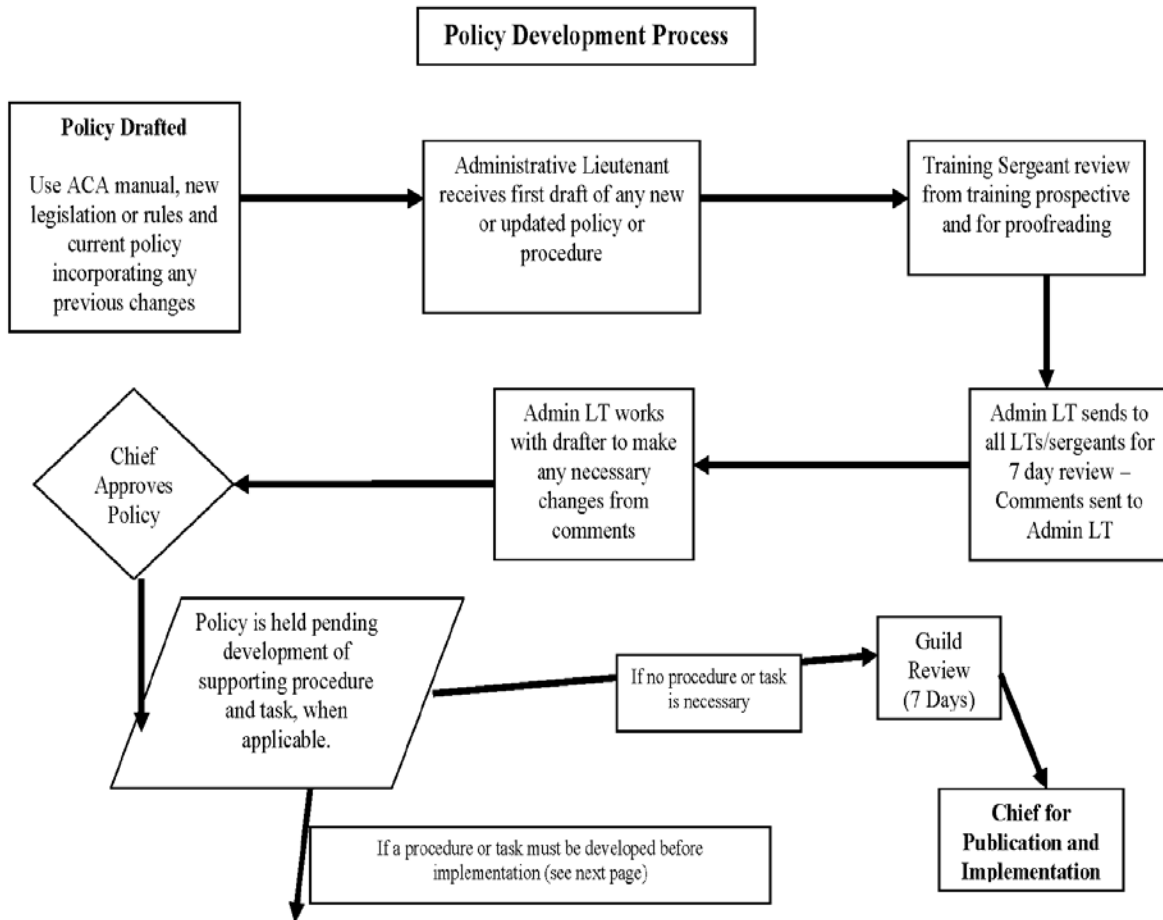 Policy Development Process
Policy Drafted
Use ACA manual, new
legislation or rules and
current policy
incorporating any
previous changes
Administrative Lieutenant
receives first draft of any new
or updated policy or
procedure
Training Sergeant review
from training prospective
and for proofreading
Admin LT sends to
all LTs/sergeants for
7 day review –
Comments sent to
Admin LT
Admin LT works
with drafter to make
any necessary
changes from
comments
Chief
Approves
Policy
Policy is held pending
development of
supporting procedure
and task, when
applicable.
If no procedure or task
is necessary
Guild
Review
(7 Days)
Chief for
Publication and
Implementation
If a procedure or task must be developed before
implementation (see next page)